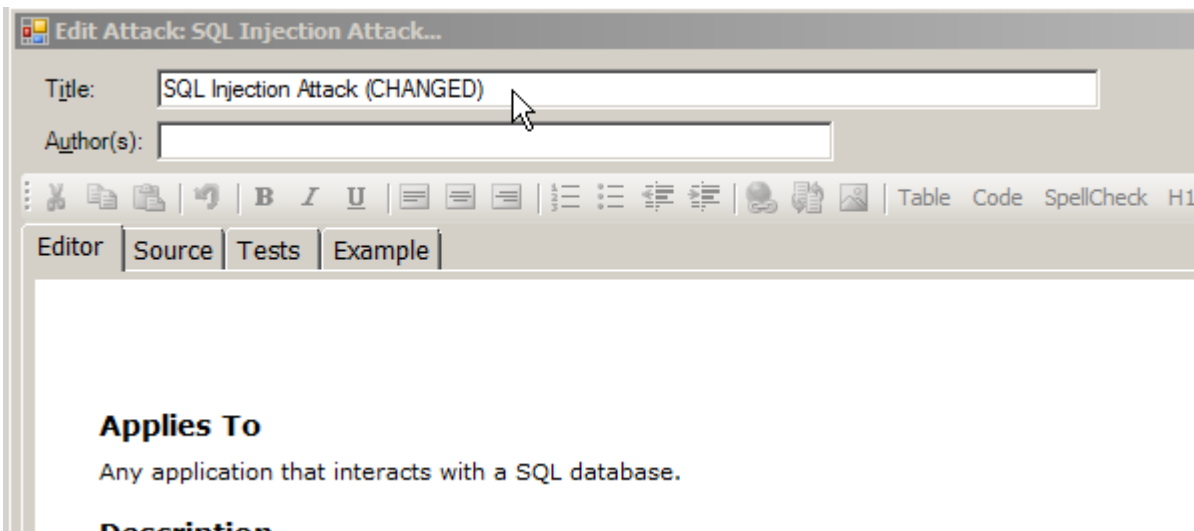 Edit Attack: SQL Injection Attack...
Title: SQL Injection Attack (CHANGED)
Author(s):
B I U Table Code SpellCheck H1
Editor Source Tests Example
Applies To
Any application that interacts with a SQL database.
Description